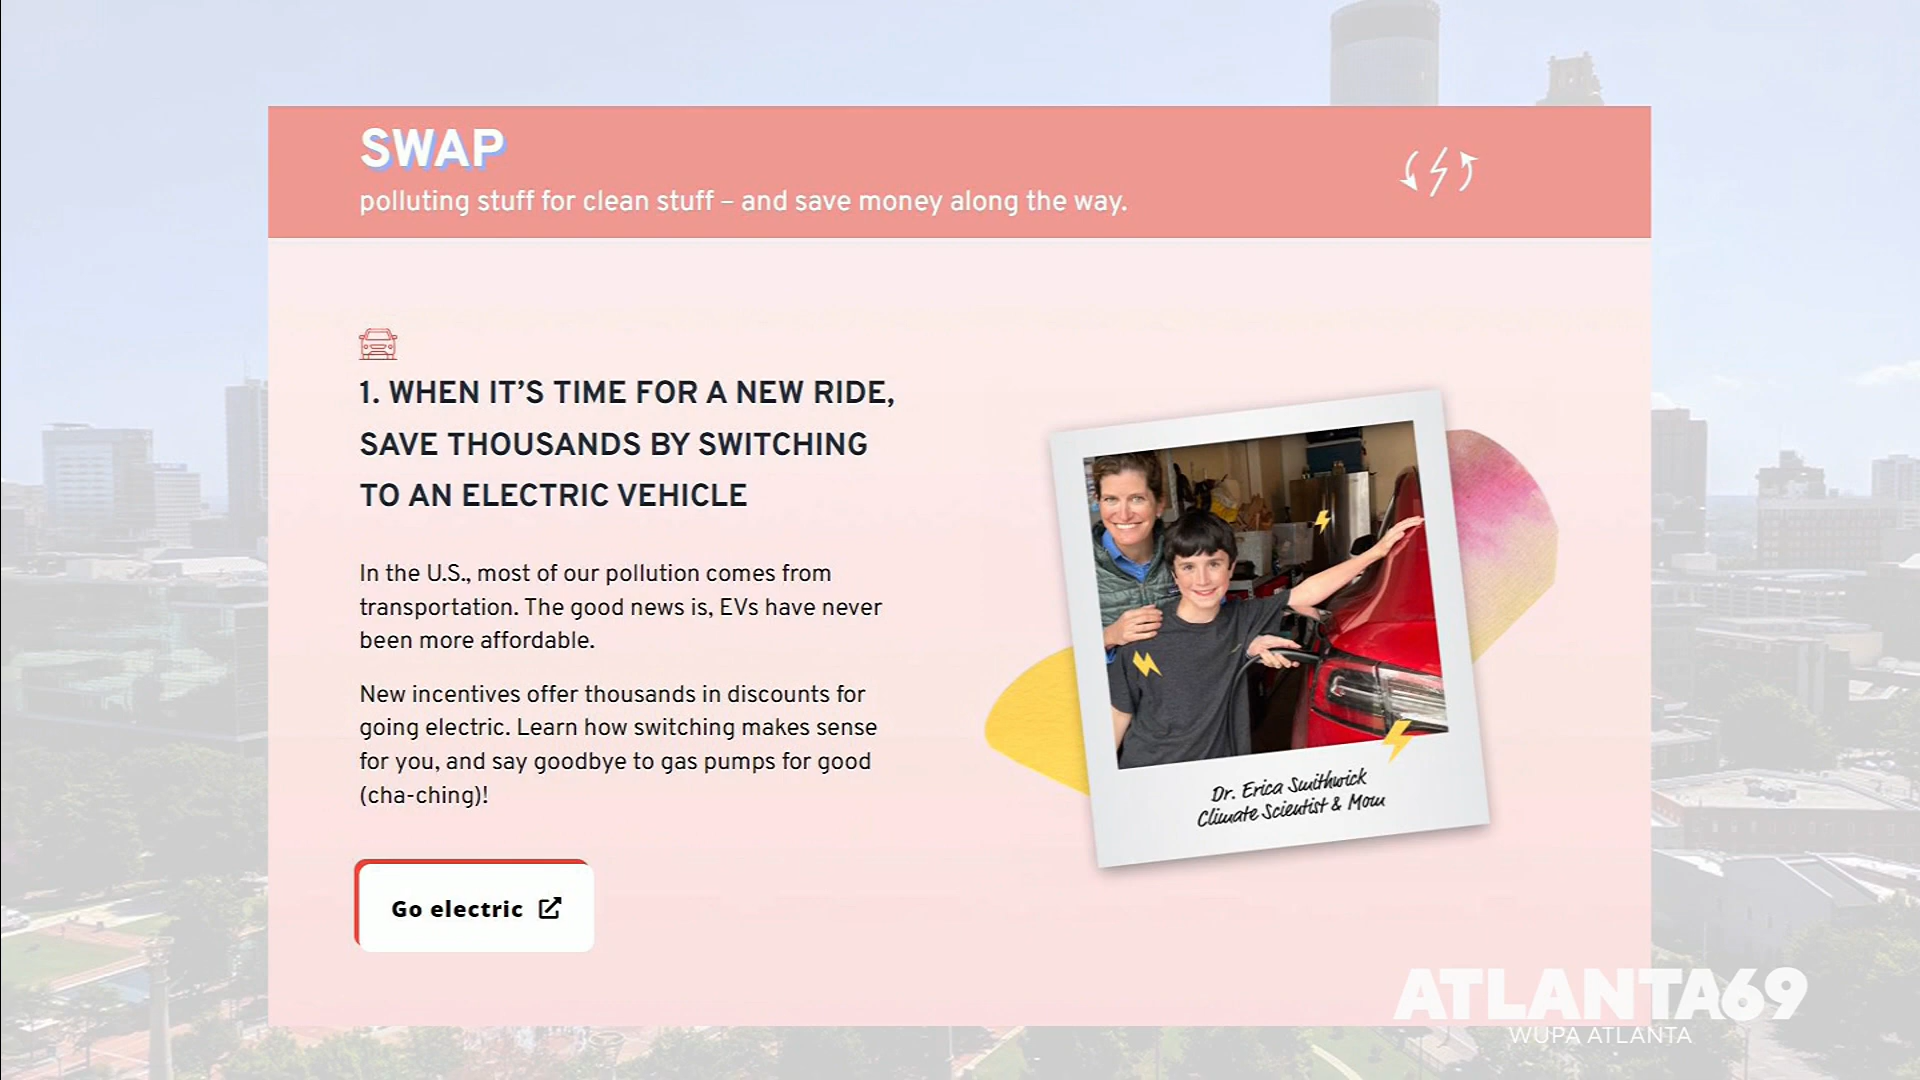 SWAP
polluting stuff for clean stuff – and save money along the way.
1. WHEN IT'S TIME FOR A NEW RIDE,
SAVE THOUSANDS BY SWITCHING
TO AN ELECTRIC VEHICLE
In the U.S., most of our pollution comes from
transportation. The good news is, EVs have never
been more affordable.
New incentives offer thousands in discounts for
going electric. Learn how switching makes sense
for you, and say goodbye to gas pumps for good
(cha-ching)!
Go electric
Dr. Erica Smithwick
Climate Scientist & Mom
ATLANTA69
WUPA ATLANTA